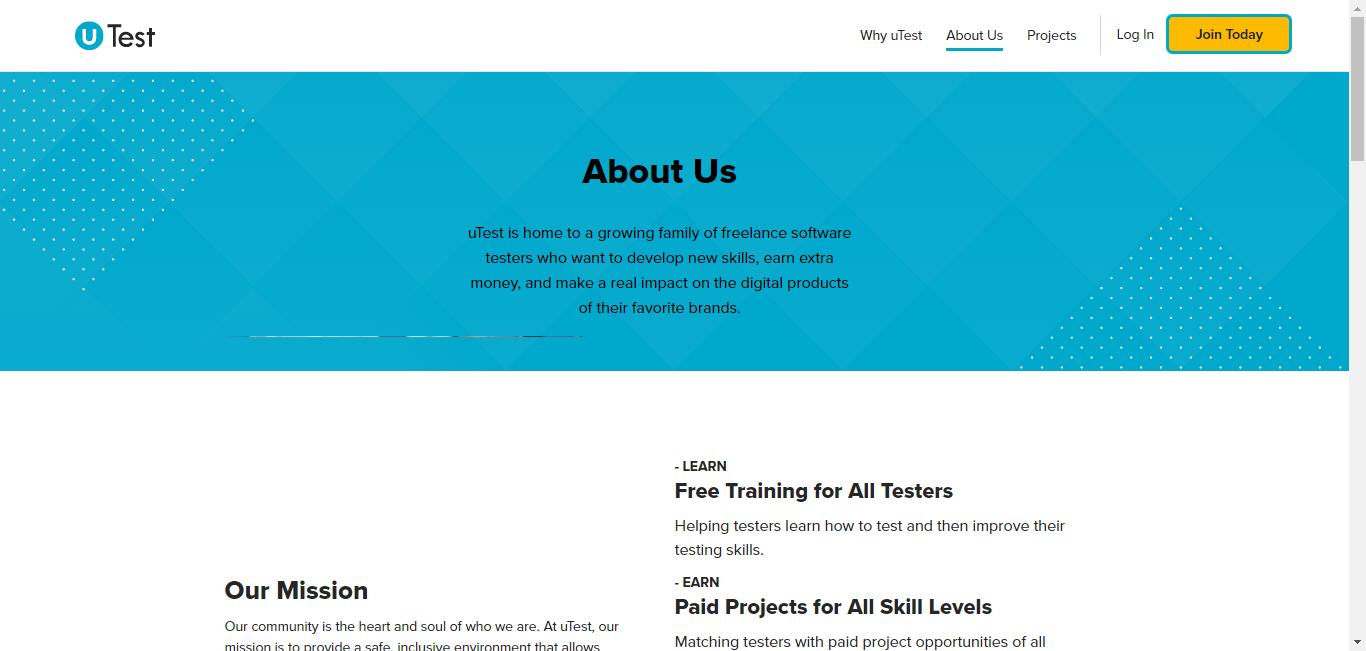 uTest
Why uTest
About Us
Projects
Log In
Join Today
About Us
uTest is home to a growing family of freelance software
testers who want to develop new skills, earn extra
money, and make a real impact on the digital products
of their favorite brands.
Our Mission
Our community is the heart and soul of who we are. At uTest, our
mission is to provide a safe, inclusive environment that allows
- LEARN
Free Training for All Testers
Helping testers learn how to test and then improve their
testing skills.
- EARN
Paid Projects for All Skill Levels
Matching testers with paid project opportunities of all